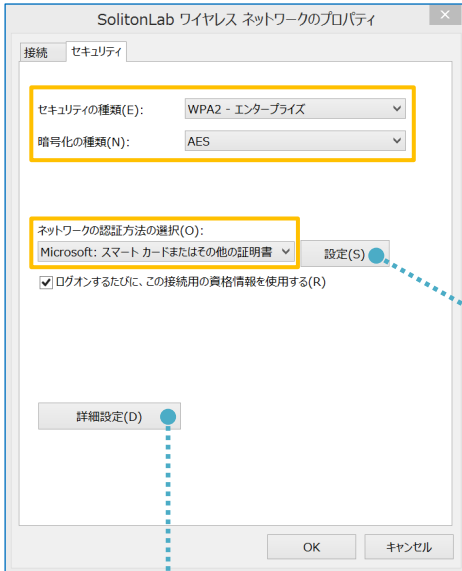 SolitonLab ワイヤレス ネットワークのプロパティ
接続 セキュリティ
セキュリティの種類(E): WPA2 - エンタープライズ
暗号化の種類(N): AES
ネットワークの認証方法の選択(O):
Microsoft: スマート カードまたはその他の証明書 設定(S)
ログオンするたびに、この接続用の資格情報を使用する(R)
詳細設定(D)
OK キャンセル